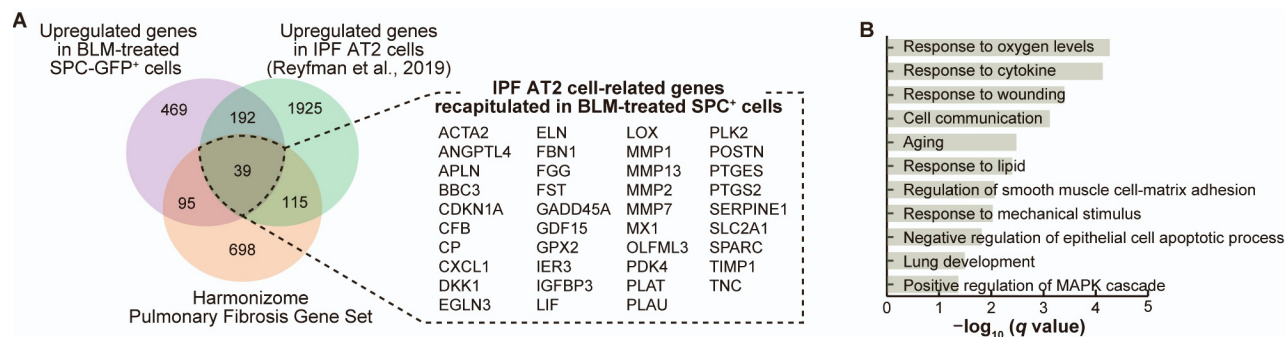 A
Upregulated genes
in BLM-treated
SPC-GFP⁺ cells
Upregulated genes
in IPF AT2 cells
(Reyfman et al., 2019)
469
192
1925
39
95
115
698
Harmonizome
Pulmonary Fibrosis Gene Set
IPF AT2 cell-related genes
recapitulated in BLM-treated SPC⁺ cells
ACTA2 ELN LOX PLK2
ANGPTL4 FBN1 MMP1 POSTN
APLN FGG MMP13 PTGES
BBC3 FST MMP2 PTGS2
CDKN1A GADD45A MMP7 SERPINE1
CFB GDF15 MX1 SLC2A1
CP GPX2 OLFML3 SPARC
CXCL1 IER3 PDK4 TIMP1
DKK1 IGFBP3 PLAT TNC
EGLN3 LIF PLAU
B
Response to oxygen levels
Response to cytokine
Response to wounding
Cell communication
Aging
Response to lipid
Regulation of smooth muscle cell-matrix adhesion
Response to mechanical stimulus
Negative regulation of epithelial cell apoptotic process
Lung development
Positive regulation of MAPK cascade
0 1 2 3 4 5
−log₁₀ (q value)